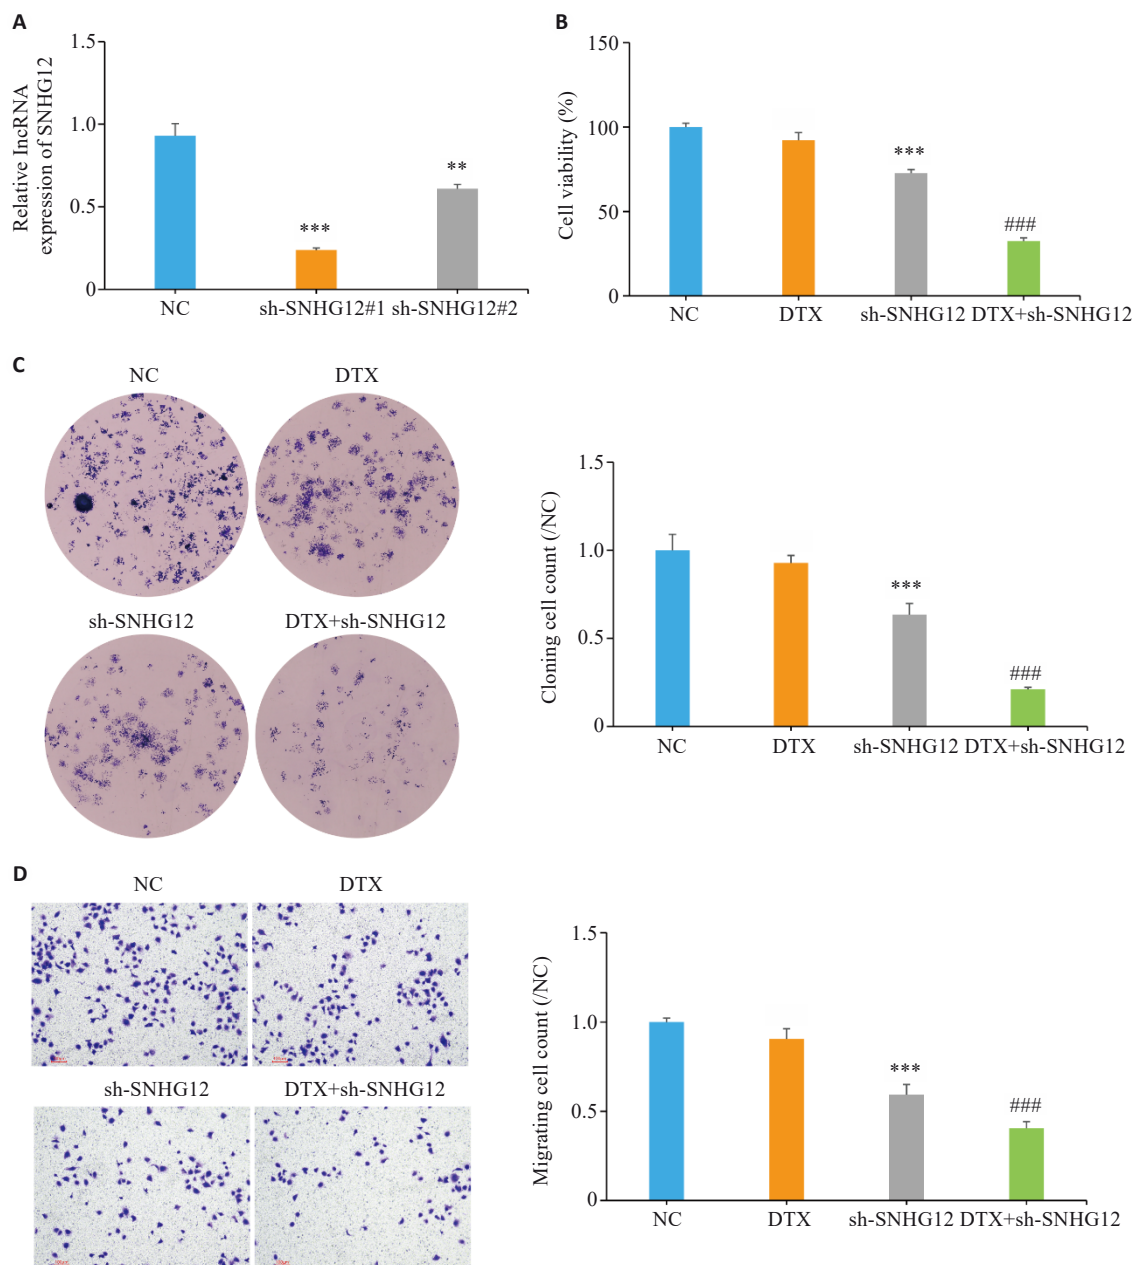 A
Relative lncRNA
expression of SNHG12
1.5
1.0
0.5
0
***
**
NC
sh-SNHG12#1
sh-SNHG12#2
B
Cell viability (%)
150
100
50
0
***
###
NC
DTX
sh-SNHG12
DTX+sh-SNHG12
C
NC
DTX
sh-SNHG12
DTX+sh-SNHG12
Cloning cell count (/NC)
1.5
1.0
0.5
0
***
###
NC
DTX
sh-SNHG12
DTX+sh-SNHG12
D
NC
DTX
sh-SNHG12
DTX+sh-SNHG12
Migrating cell count (/NC)
1.5
1.0
0.5
0
***
###
NC
DTX
sh-SNHG12
DTX+sh-SNHG12